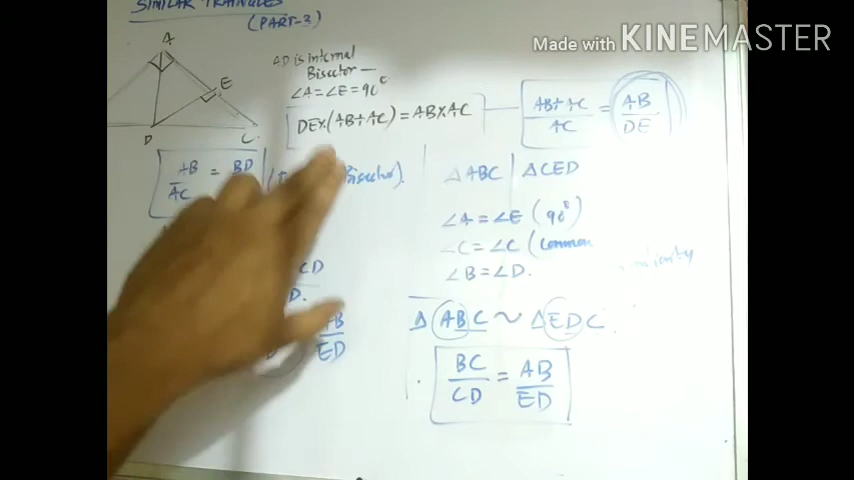 SIMILAR TRIANGLES
(PART-3)
Made with KINEMASTER
A
E
D
C
AD is internal
Bisector —
∠A = ∠E = 90°
DE × (AB + AC) = AB × AC
AB + AC / AC = AB / DE
AB / AC = BD
Bisector).
△ABC | △CED
∠A = ∠E (90°)
∠C = ∠C (common
∠B = ∠D.
CD
D.
AB / ED
△ ABC ~ △EDC.
BC / CD = AB / ED